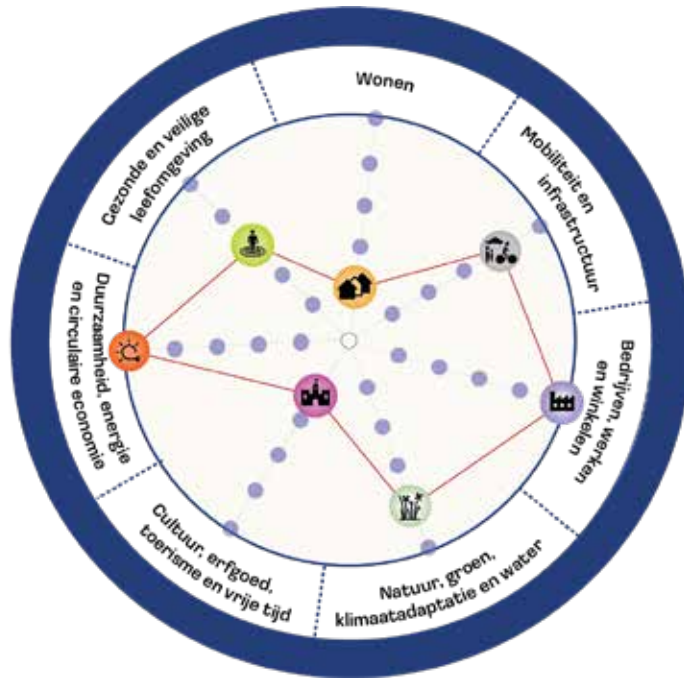 Wonen
Mobiliteit en
infrastructuur
Bedrijven, werken
en winkelen
Natuur, groen,
klimaatadaptatie en water
Cultuur, erfgoed,
toerisme en vrije tijd
Duurzaamheid, energie
en circulaire economie
Gezonde en veilige
leefomgeving